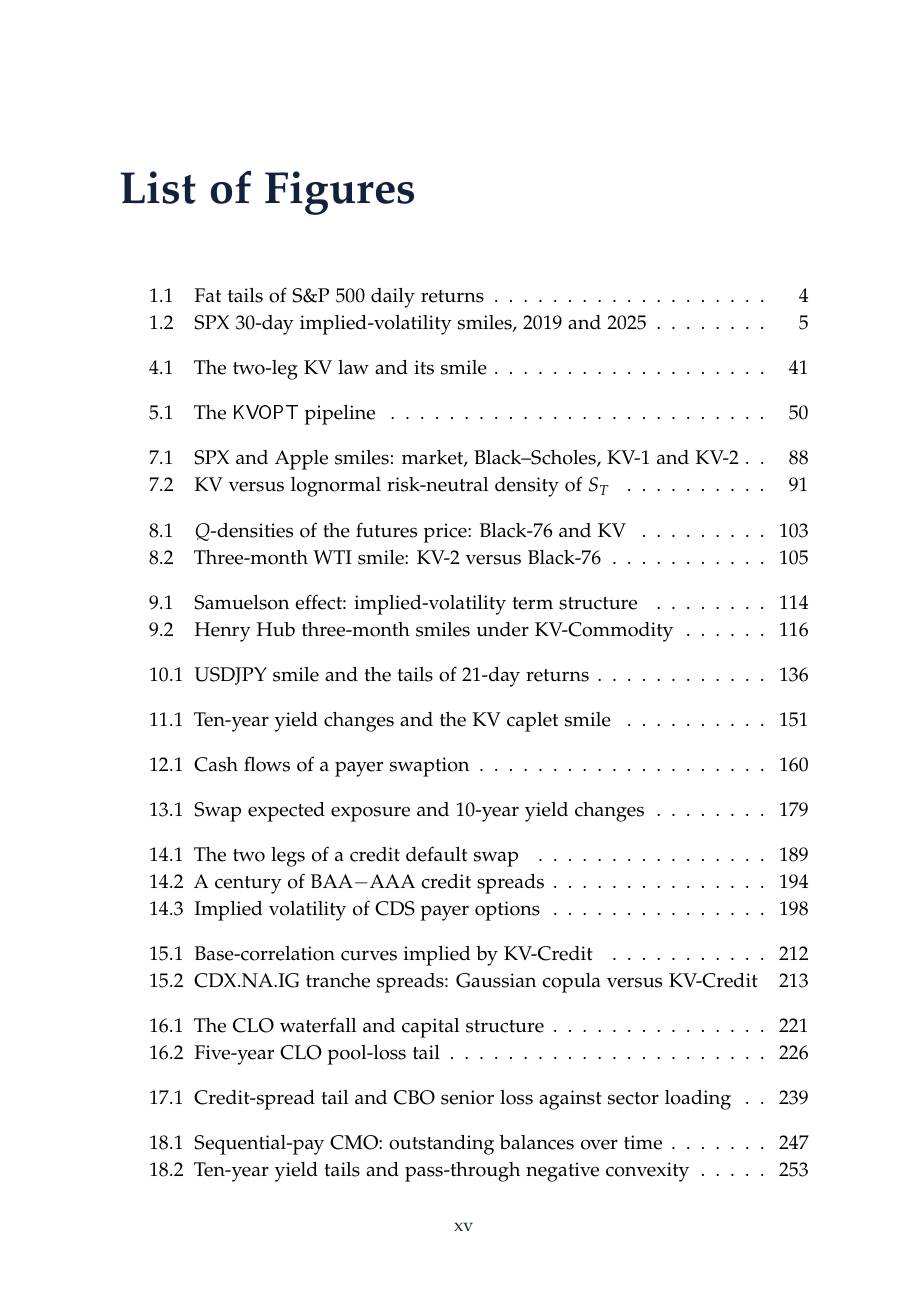 List of Figures
1.1 Fat tails of S&P 500 daily returns . . . . . . . . . . . . . . . . . . . 4
1.2 SPX 30-day implied-volatility smiles, 2019 and 2025 . . . . . . . . 5
4.1 The two-leg KV law and its smile . . . . . . . . . . . . . . . . . . . 41
5.1 The KVOPT pipeline . . . . . . . . . . . . . . . . . . . . . . . . . . 50
7.1 SPX and Apple smiles: market, Black–Scholes, KV-1 and KV-2 . . 88
7.2 KV versus lognormal risk-neutral density of S_T . . . . . . . . . . 91
8.1 Q-densities of the futures price: Black-76 and KV . . . . . . . . . 103
8.2 Three-month WTI smile: KV-2 versus Black-76 . . . . . . . . . . . 105
9.1 Samuelson effect: implied-volatility term structure . . . . . . . . 114
9.2 Henry Hub three-month smiles under KV-Commodity . . . . . . 116
10.1 USDJPY smile and the tails of 21-day returns . . . . . . . . . . . . 136
11.1 Ten-year yield changes and the KV caplet smile . . . . . . . . . . 151
12.1 Cash flows of a payer swaption . . . . . . . . . . . . . . . . . . . . 160
13.1 Swap expected exposure and 10-year yield changes . . . . . . . . 179
14.1 The two legs of a credit default swap . . . . . . . . . . . . . . . . 189
14.2 A century of BAA−AAA credit spreads . . . . . . . . . . . . . . . 194
14.3 Implied volatility of CDS payer options . . . . . . . . . . . . . . . 198
15.1 Base-correlation curves implied by KV-Credit . . . . . . . . . . . 212
15.2 CDX.NA.IG tranche spreads: Gaussian copula versus KV-Credit 213
16.1 The CLO waterfall and capital structure . . . . . . . . . . . . . . . 221
16.2 Five-year CLO pool-loss tail . . . . . . . . . . . . . . . . . . . . . . 226
17.1 Credit-spread tail and CBO senior loss against sector loading . . 239
18.1 Sequential-pay CMO: outstanding balances over time . . . . . . . 247
18.2 Ten-year yield tails and pass-through negative convexity . . . . . 253
xv